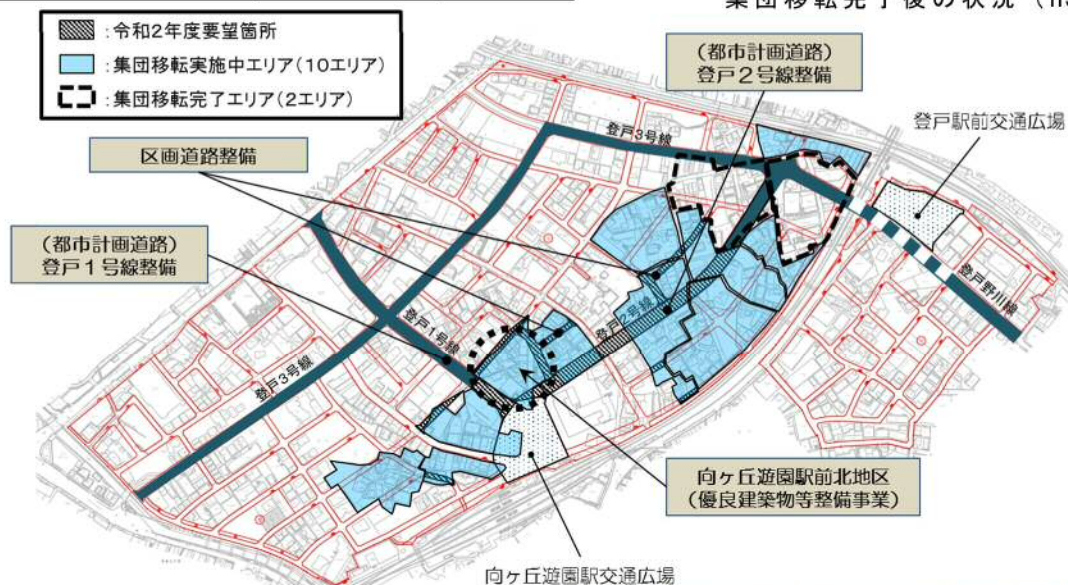 集団移転完了後の状況
：令和2年度要望箇所
：集団移転実施中エリア（10エリア）
：集団移転完了エリア（2エリア）
（都市計画道路）
登戸２号線整備
登戸駅前交通広場
区画道路整備
登戸3号線
（都市計画道路）
登戸１号線整備
登戸野川線
登戸2号線
登戸1号線
登戸3号線
向ヶ丘遊園駅前北地区
（優良建築物等整備事業）
向ヶ丘遊園駅交通広場